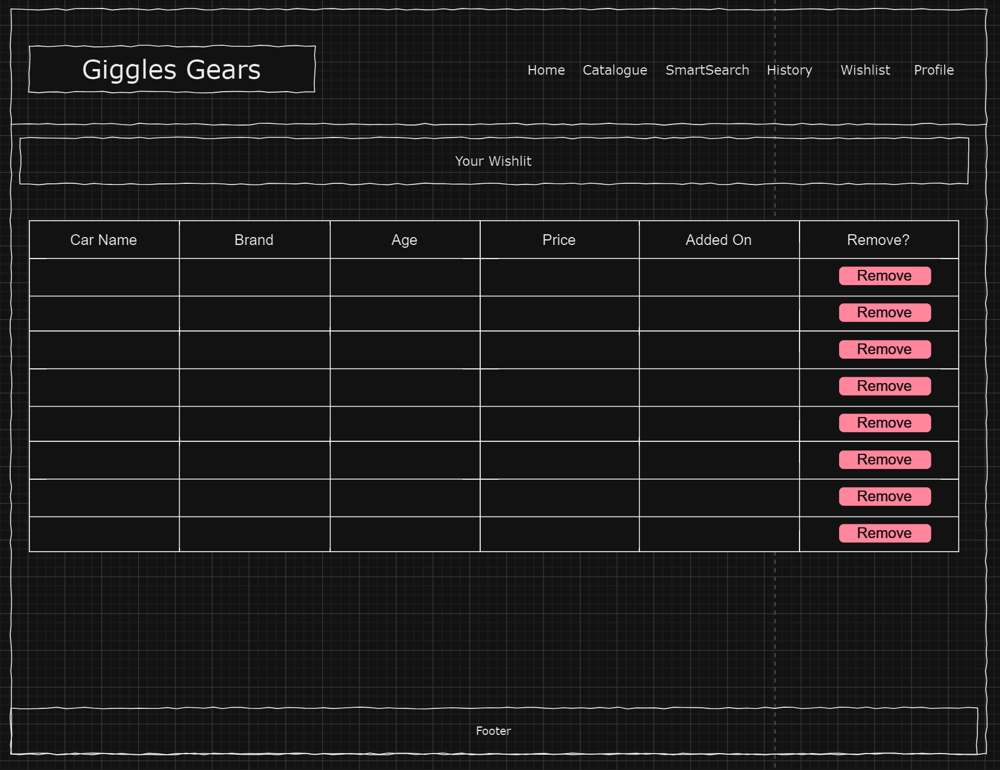 Giggles Gears
Home Catalogue SmartSearch History Wishlist Profile
Your Wishlit
Car Name Brand Age Price Added On Remove?
Remove
Remove
Remove
Remove
Remove
Remove
Remove
Remove
Footer